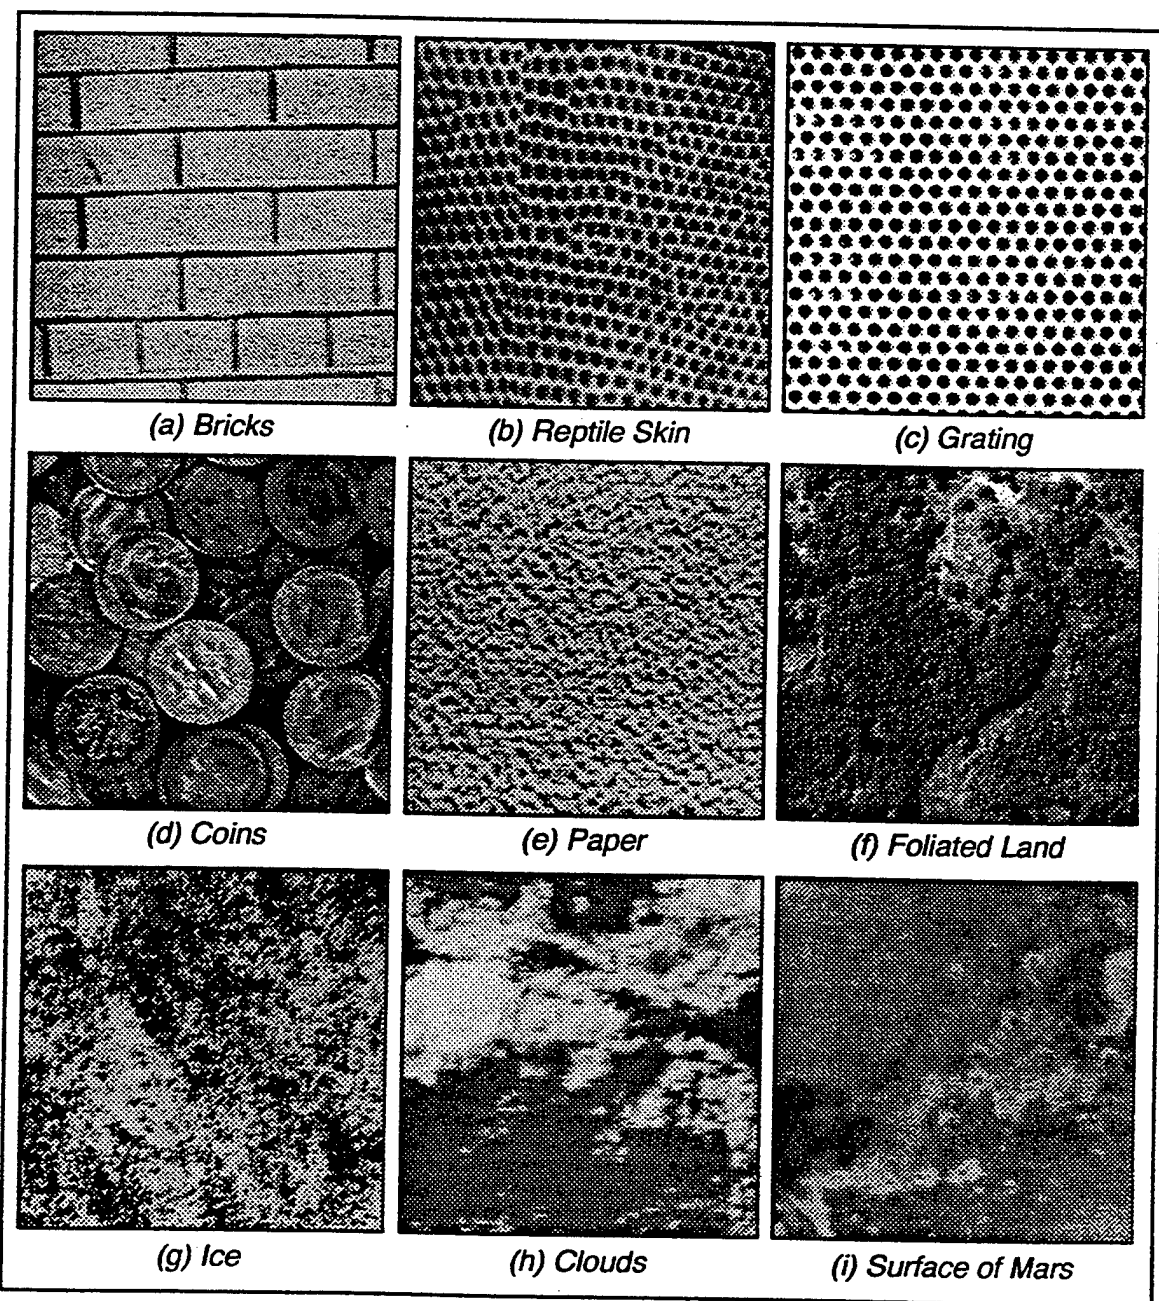 (a) Bricks
(b) Reptile Skin
(c) Grating
(d) Coins
(e) Paper
(f) Foliated Land
(g) Ice
(h) Clouds
(i) Surface of Mars